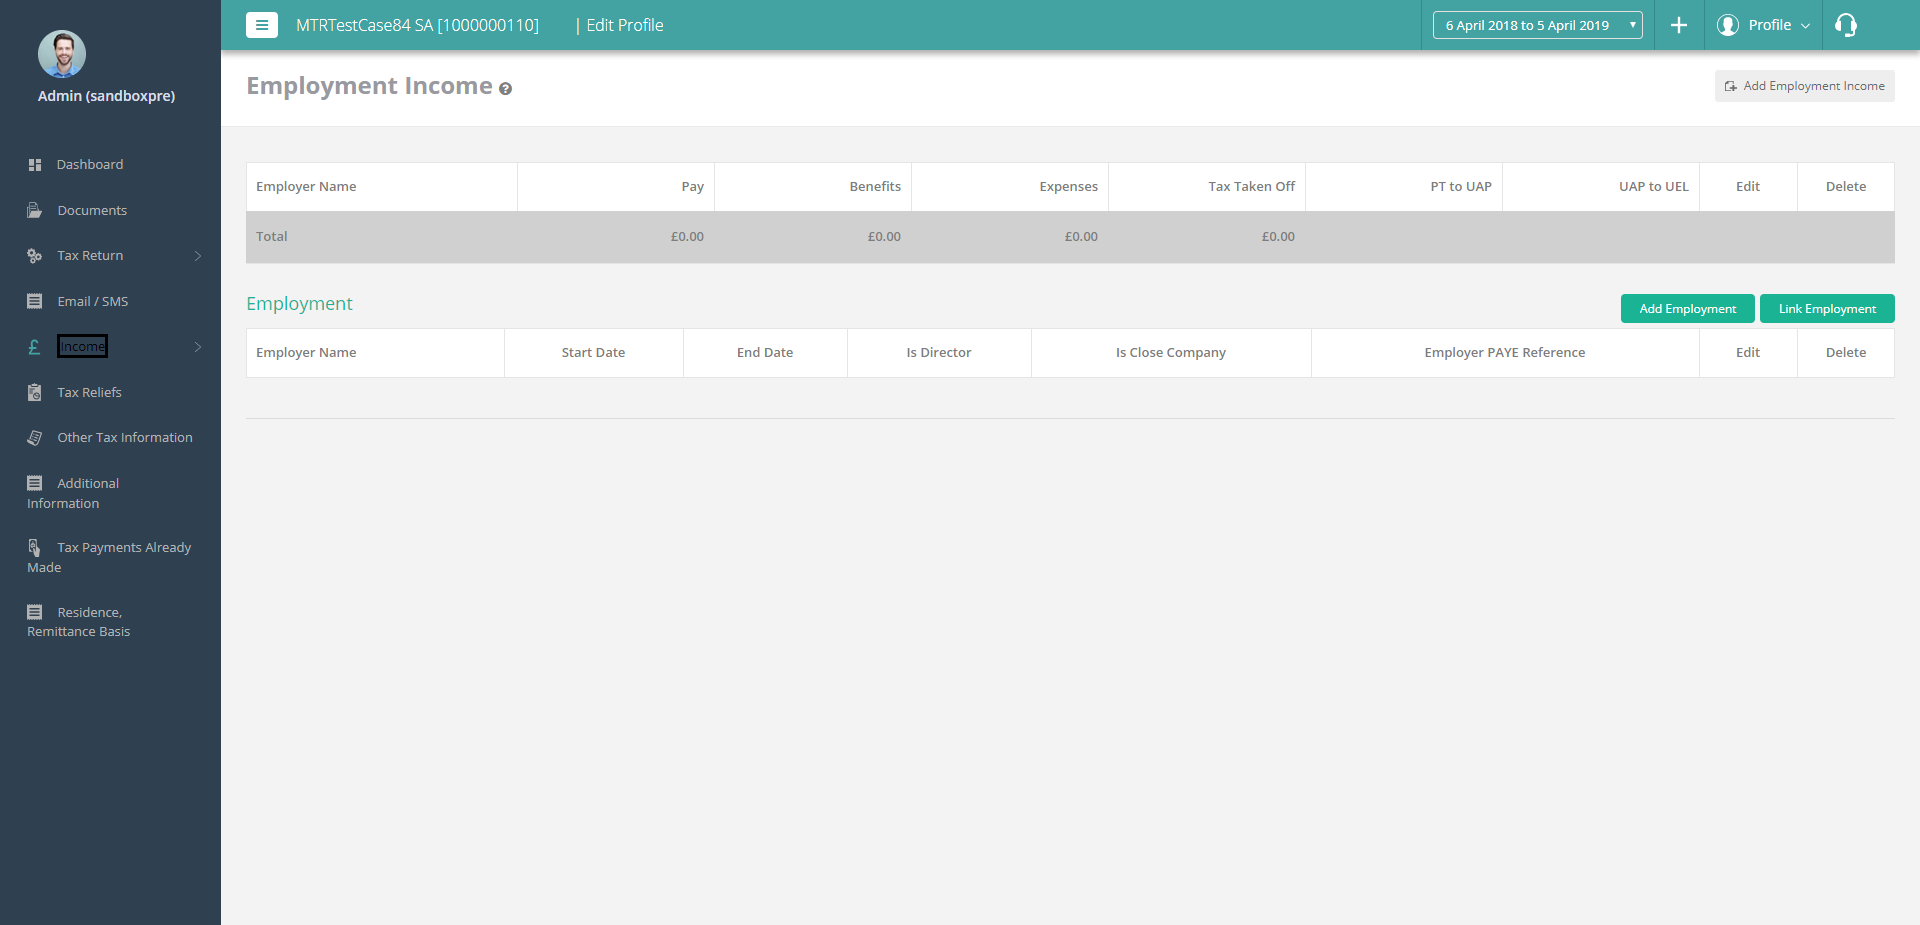 MTRTestCase84 SA [1000000110] | Edit Profile
6 April 2018 to 5 April 2019
Profile
Admin (sandboxpre)
Dashboard
Documents
Tax Return
Email / SMS
£ Income
Tax Reliefs
Other Tax Information
Additional
Information
Tax Payments Already
Made
Residence,
Remittance Basis
Employment Income ?
Add Employment Income
Employer Name Pay Benefits Expenses Tax Taken Off PT to UAP UAP to UEL Edit Delete
Total £0.00 £0.00 £0.00 £0.00
Employment
Add Employment Link Employment
Employer Name Start Date End Date Is Director Is Close Company Employer PAYE Reference Edit Delete